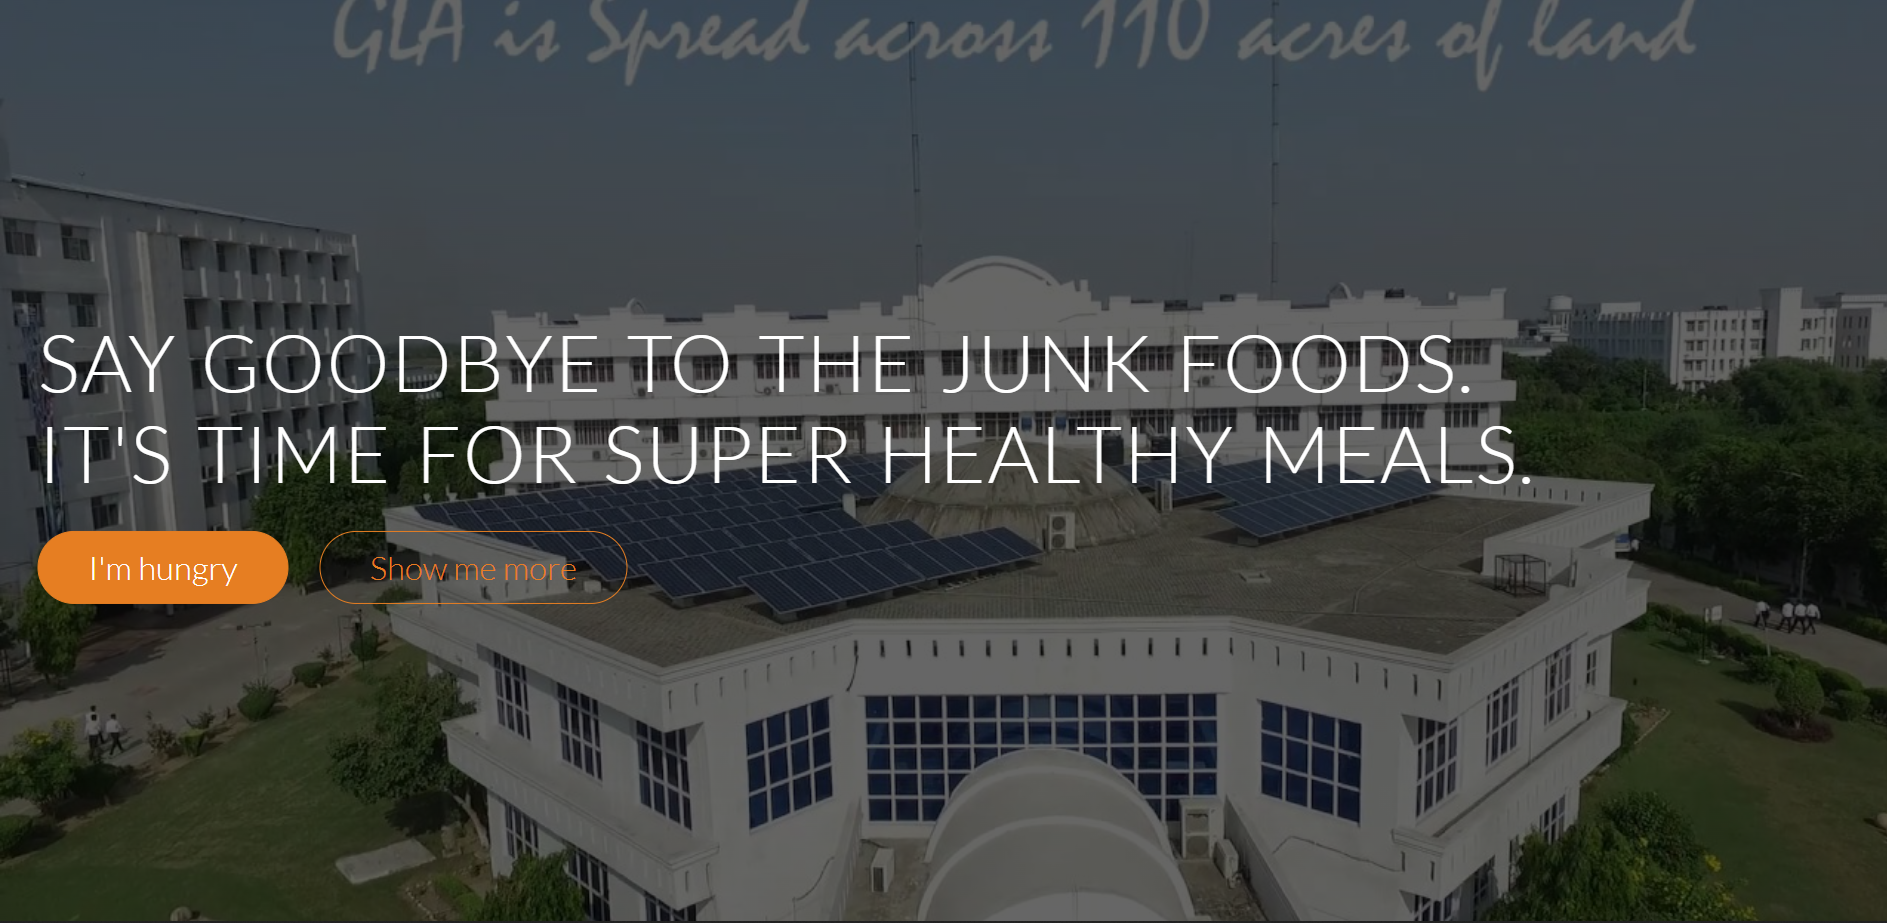 GLA is Spread across 110 acres of land
SAY GOODBYE TO THE JUNK FOODS.
IT'S TIME FOR SUPER HEALTHY MEALS.
I'm hungry
Show me more